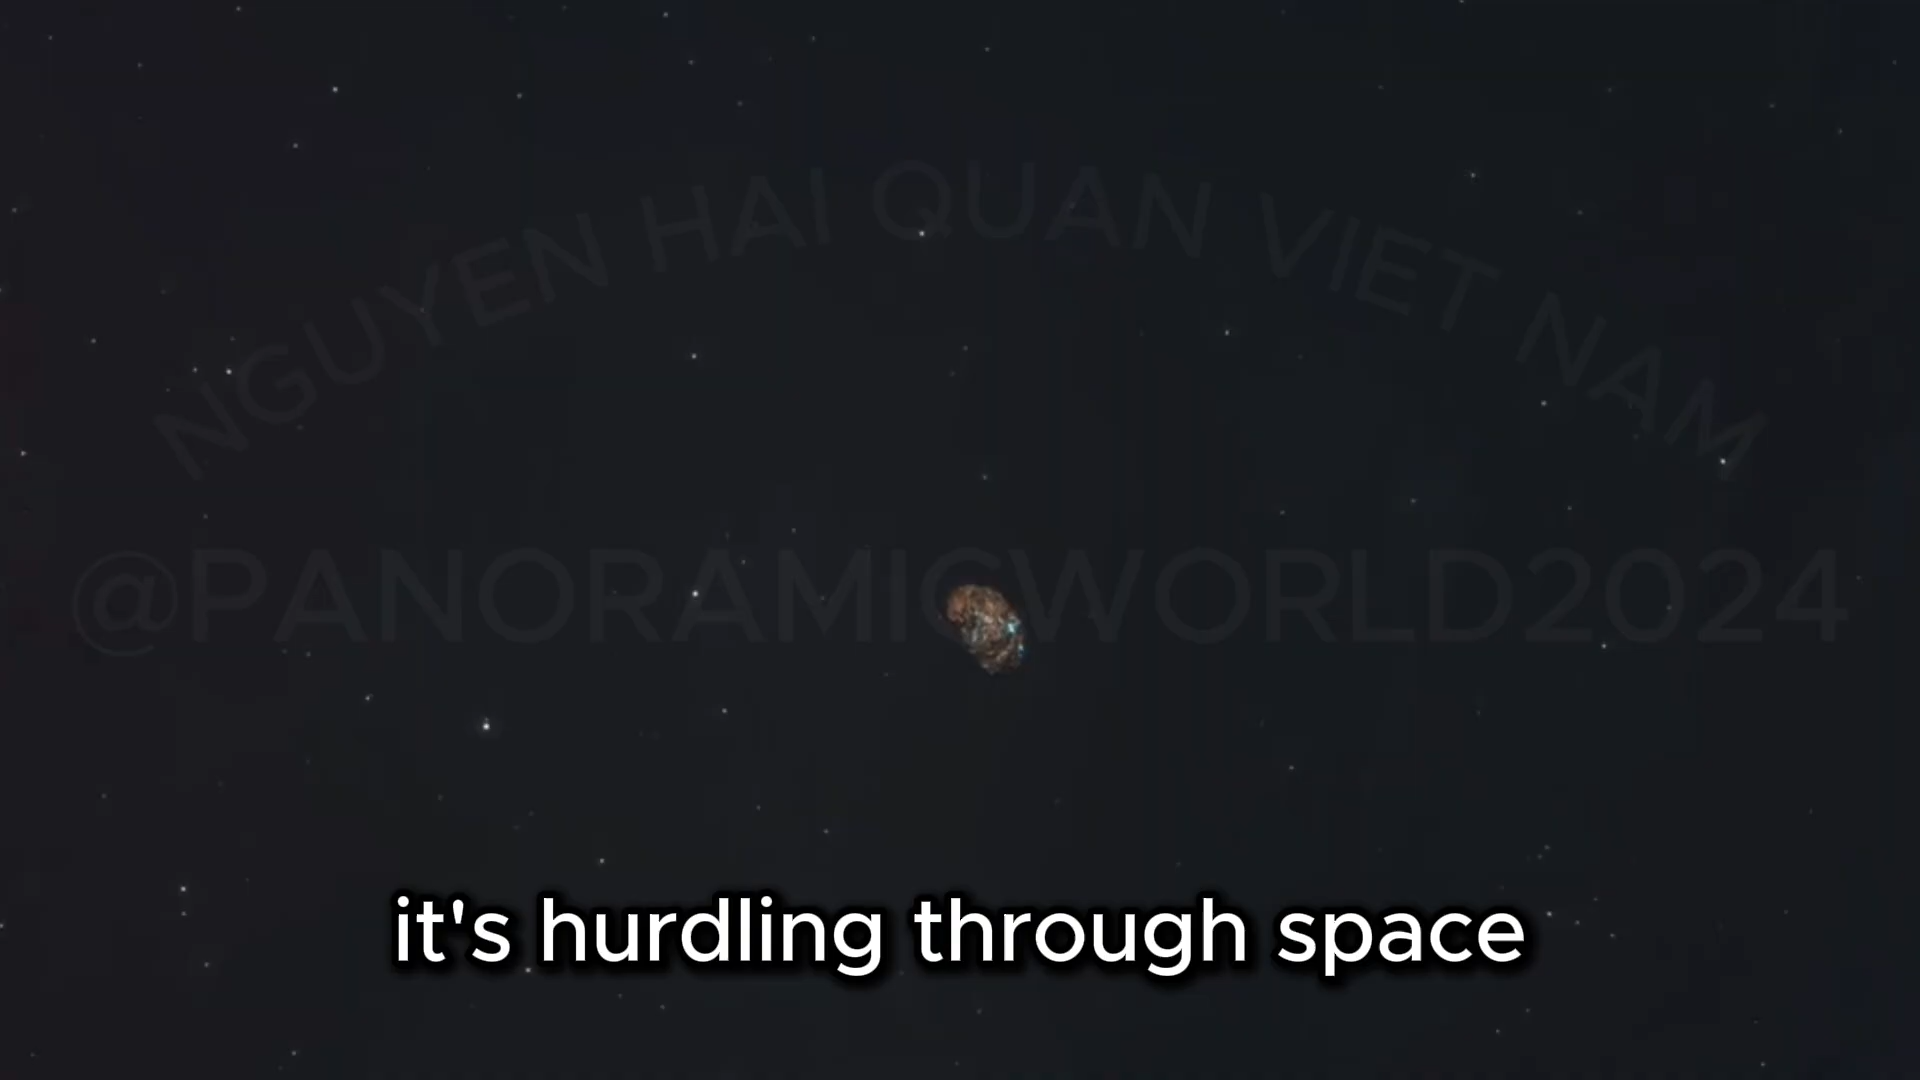 NGUYEN HAI QUAN VIET NAM
@PANORAMICWORLD2024
it's hurdling through space